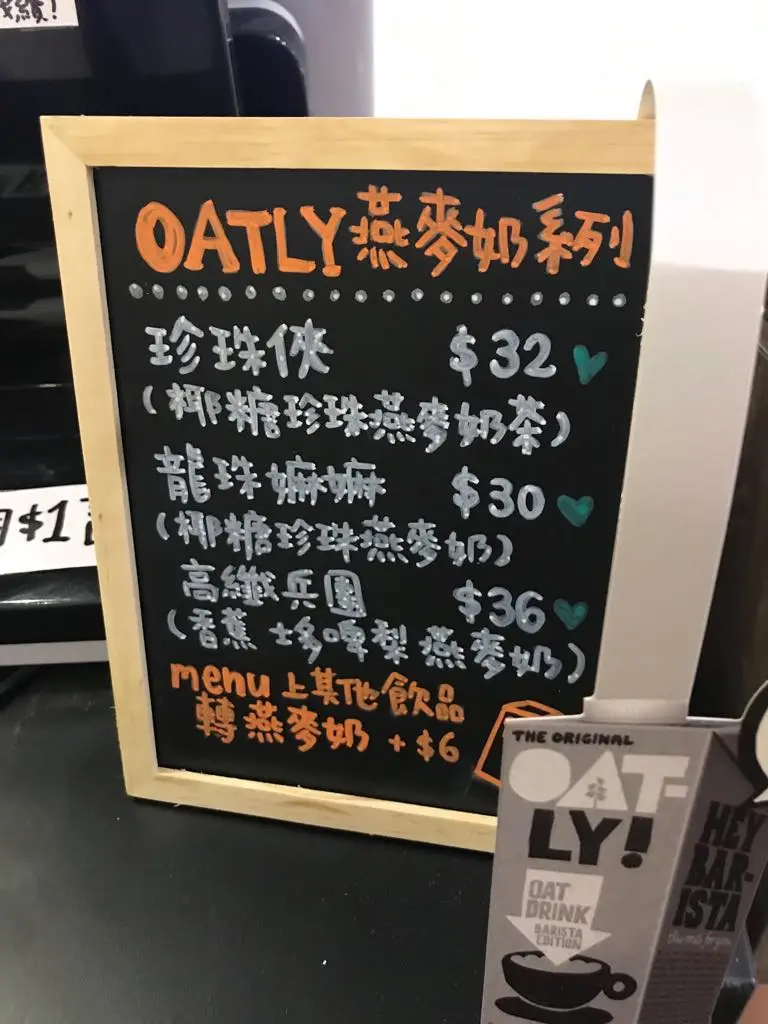 OATLY燕麥奶系列
珍珠俠 $32
(椰糖珍珠燕麥奶茶)
龍珠嫲嫲 $30
(椰糖珍珠燕麥奶)
高纖兵團 $36
(香蕉士多啤梨燕麥奶)
menu上其他飲品
轉燕麥奶 +$6
$1
THE ORIGINAL
OAT-
LY!
OAT
DRINK
BARISTA
EDITION
HEY
BAR-
ISTA